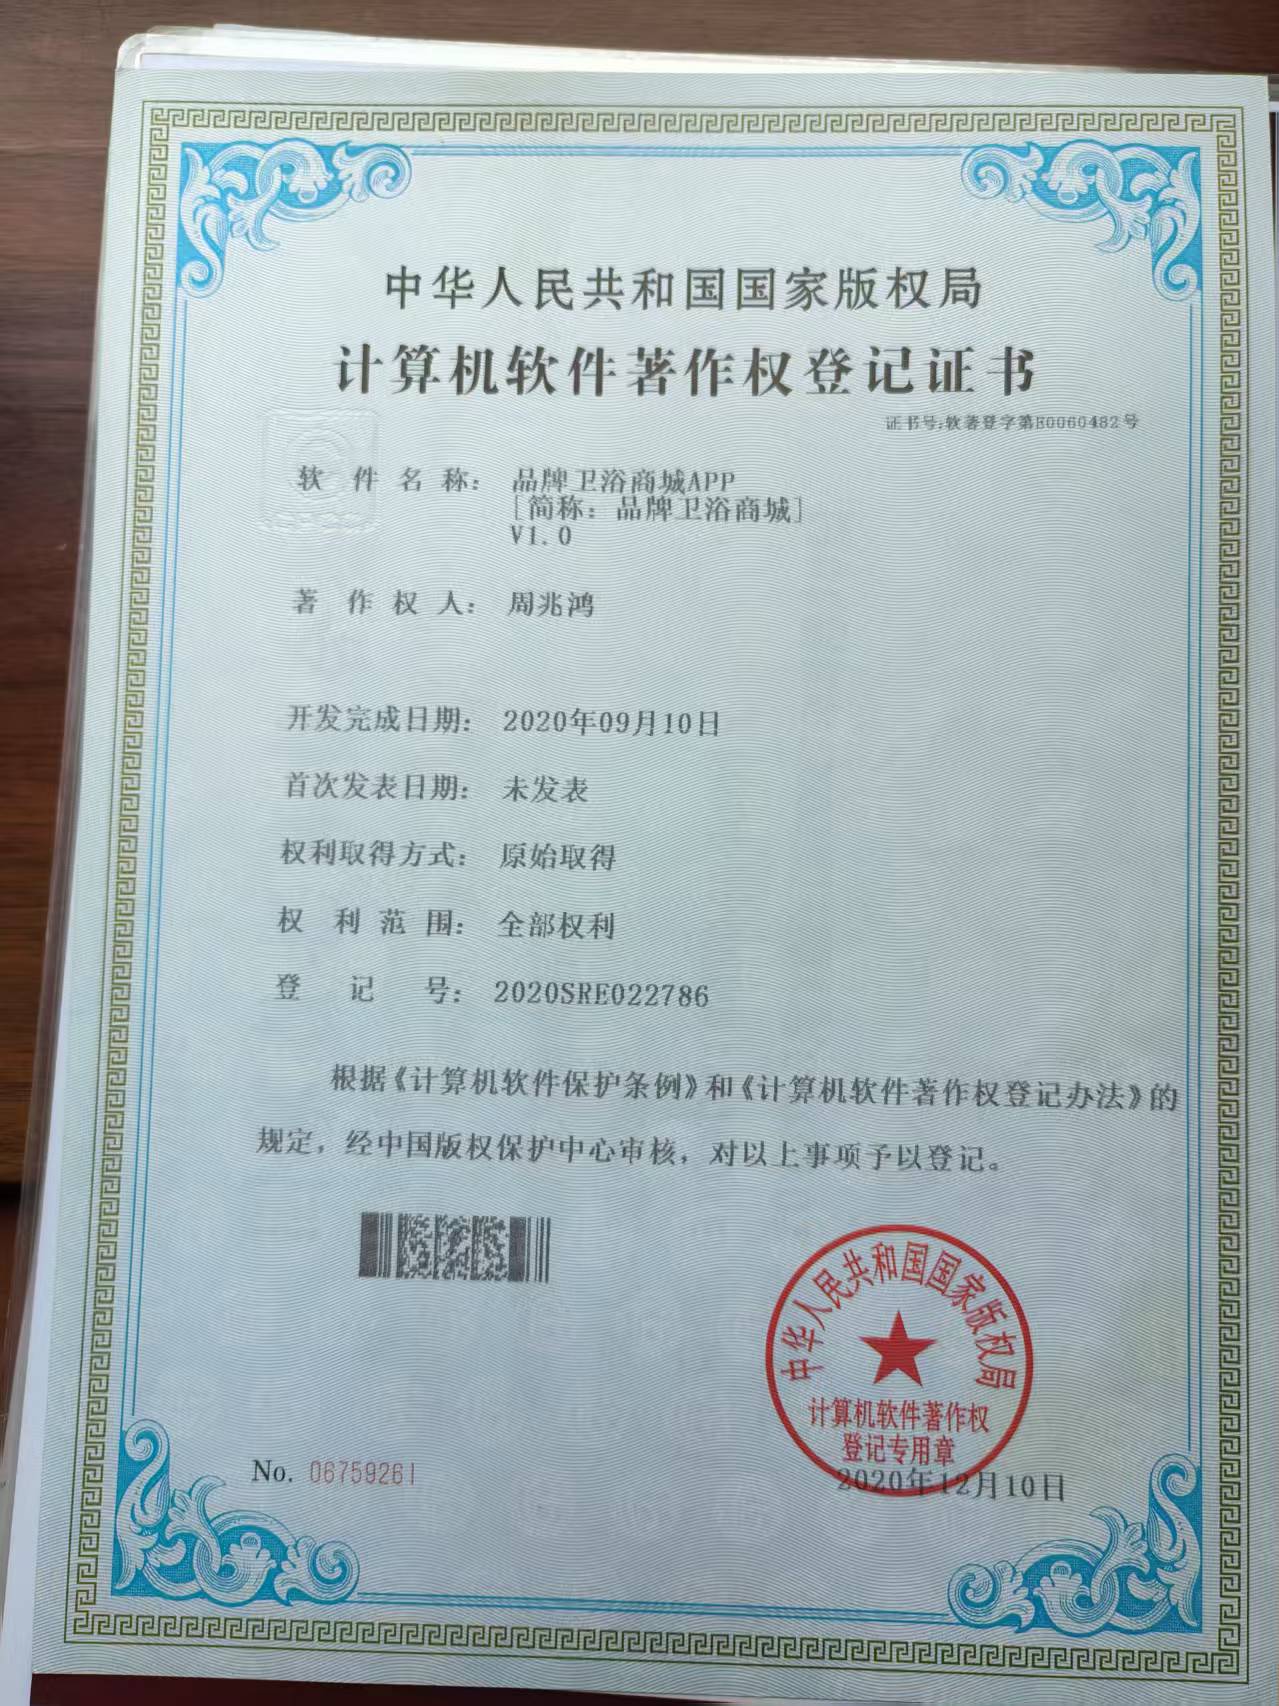 中华人民共和国国家版权局
计算机软件著作权登记证书
证书号:软著登字第E0060482号
软件名称： 品牌卫浴商城APP
[简称：品牌卫浴商城]
V1.0
著作权人： 周兆鸿
开发完成日期： 2020年09月10日
首次发表日期： 未发表
权利取得方式： 原始取得
权利范围： 全部权利
登记号： 2020SRE022786
根据《计算机软件保护条例》和《计算机软件著作权登记办法》的
规定，经中国版权保护中心审核，对以上事项予以登记。
中华人民共和国国家版权局
计算机软件著作权
登记专用章
No. 06759261
2020年12月10日